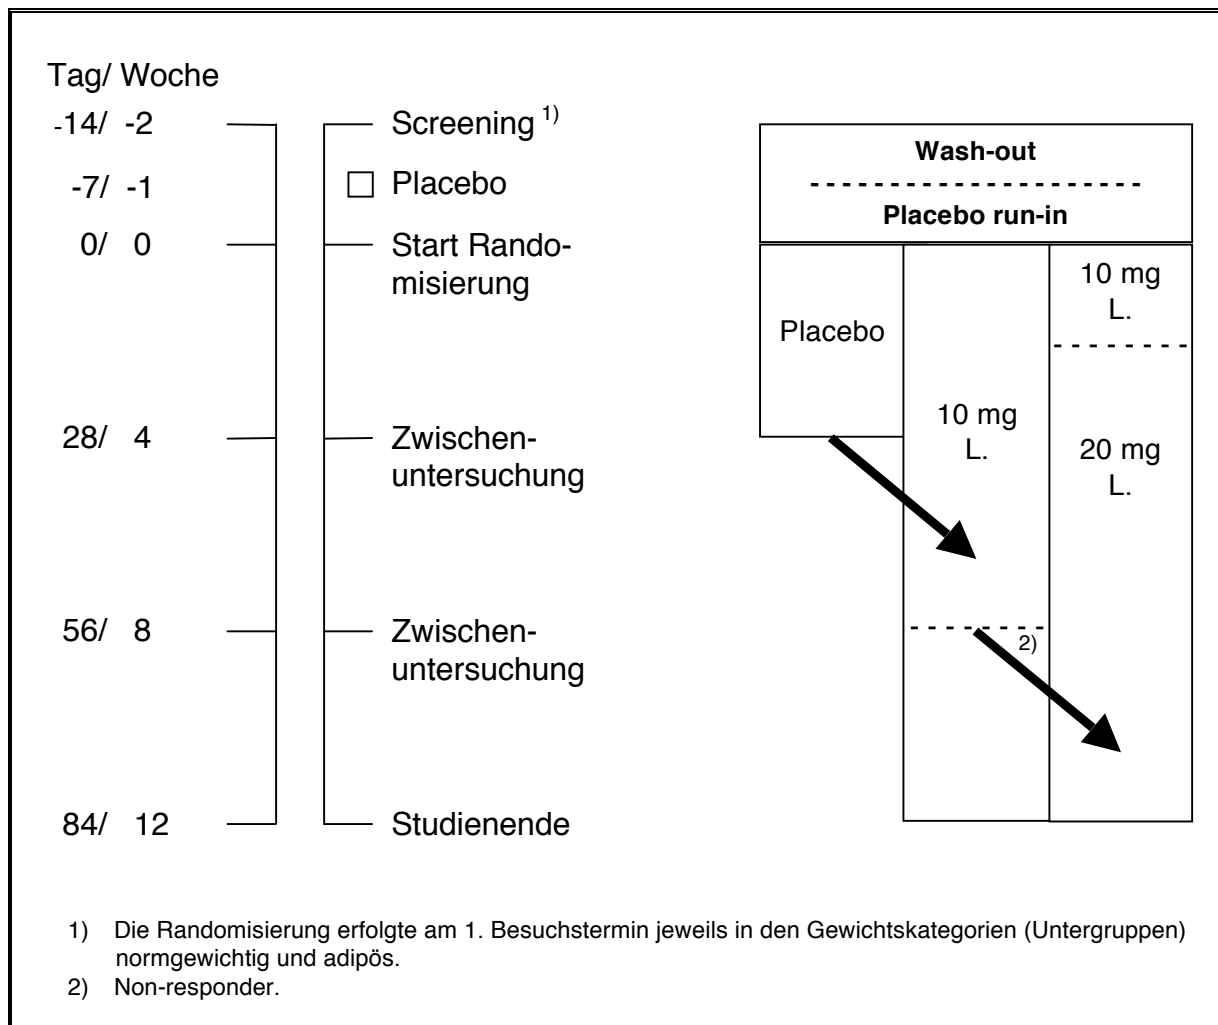 Tag/ Woche
-14/ -2
-7/ -1
0/ 0
28/ 4
56/ 8
84/ 12
Screening 1)
Placebo
Start Rando-
misierung
Zwischen-
untersuchung
Zwischen-
untersuchung
Studienende
Wash-out
Placebo run-in
Placebo
10 mg
L.
2)
10 mg
L.
20 mg
L.
1) Die Randomisierung erfolgte am 1. Besuchstermin jeweils in den Gewichtskategorien (Untergruppen)
normgewichtig und adipös.
2) Non-responder.